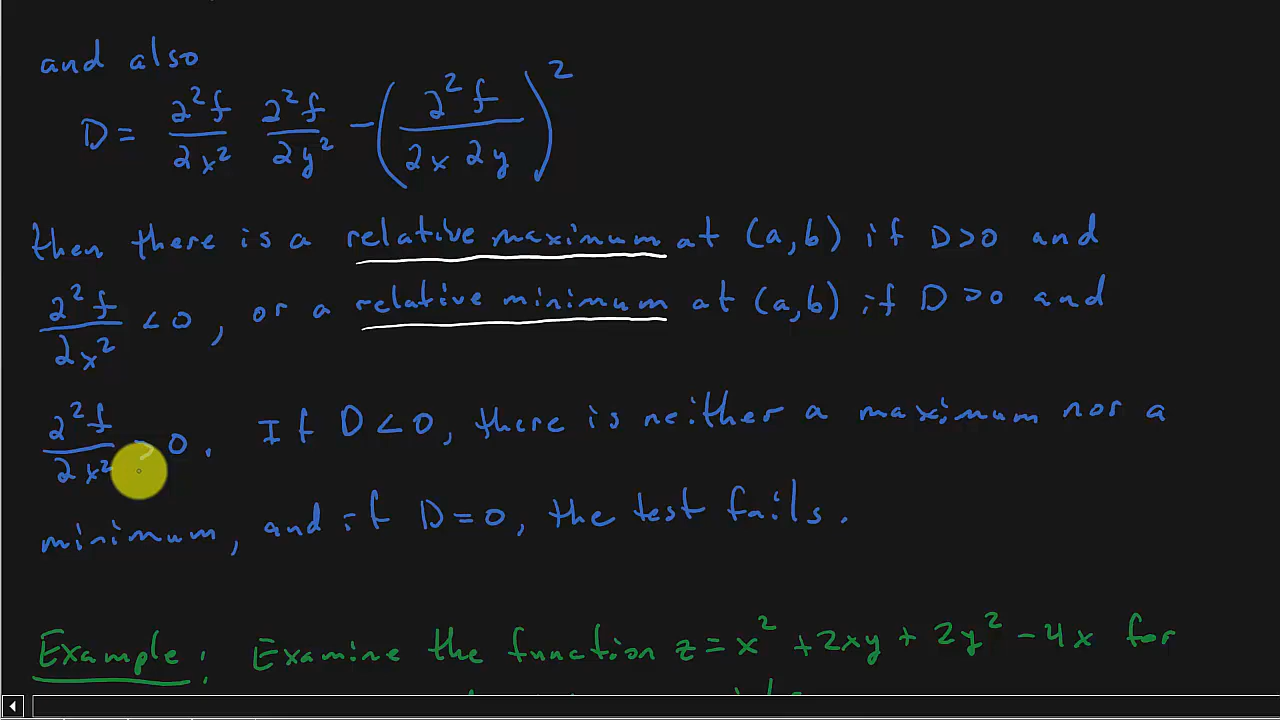 and also
D = ∂²f/∂x² ∂²f/∂y² - (∂²f/∂x ∂y)²
then there is a relative maximum at (a,b) if D>0 and
∂²f/∂x² <0, or a relative minimum at (a,b) if D>0 and
∂²f/∂x² >0. If D<0, there is neither a maximum nor a
minimum, and if D=0, the test fails.
Example: Examine the function z = x² + 2xy + 2y² - 4x for